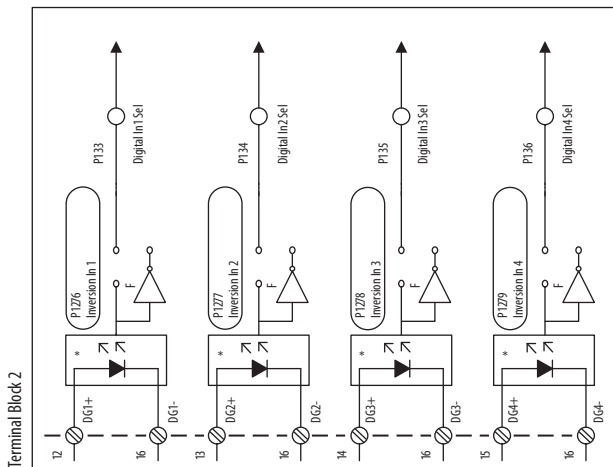 Terminal Block 2
P1276
Inversion In 1
P133
Digital In1 Sel
*
F
12
DG1+
16
DG1-
P1277
Inversion In 2
P134
Digital In2 Sel
*
F
13
DG2+
16
DG2-
P1278
Inversion In 3
P135
Digital In3 Sel
*
F
14
DG3+
16
DG3-
P1279
Inversion In 4
P136
Digital In4 Sel
*
F
15
DG4+
16
DG4-